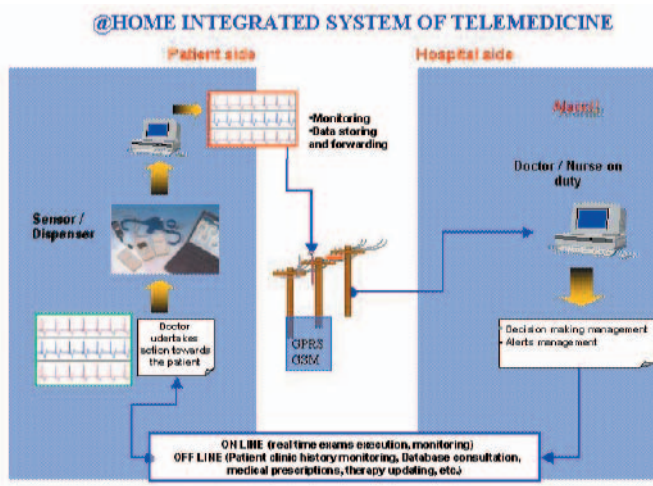 @HOME INTEGRATED SYSTEM OF TELEMEDICINE
Patient side
Hospital side
•Monitoring
•Data storing
and forwarding
Doctor / Nurse on
duty
Sensor /
Dispenser
Doctor
udertakes
action towards
the patient
GPRS
GSM
• Decision making management
• Alerts management
ON LINE (real time exams execution, monitoring)
OFF LINE (Patient clinic history monitoring, Database consultation,
medical prescriptions, therapy updating, etc.)